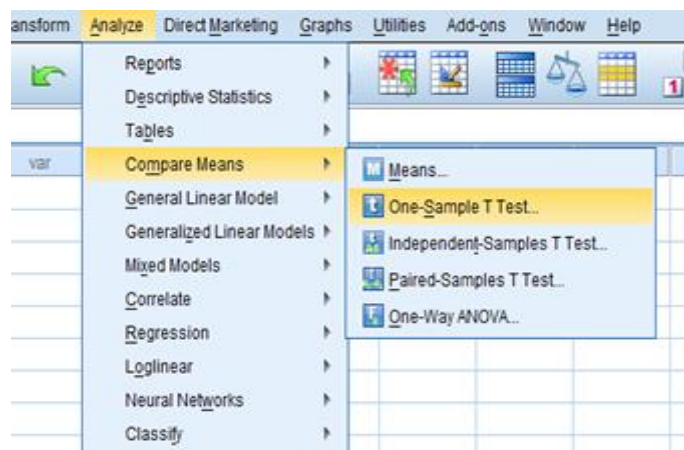 ansform Analyze Direct Marketing Graphs Utilities Add-ons Window Help
1
var
Reports
Descriptive Statistics
Tables
Compare Means
General Linear Model
Generalized Linear Models
Mixed Models
Correlate
Regression
Loglinear
Neural Networks
Classify
M Means...
t One-Sample T Test...
Independent-Samples T Test...
Paired-Samples T Test...
One-Way ANOVA...